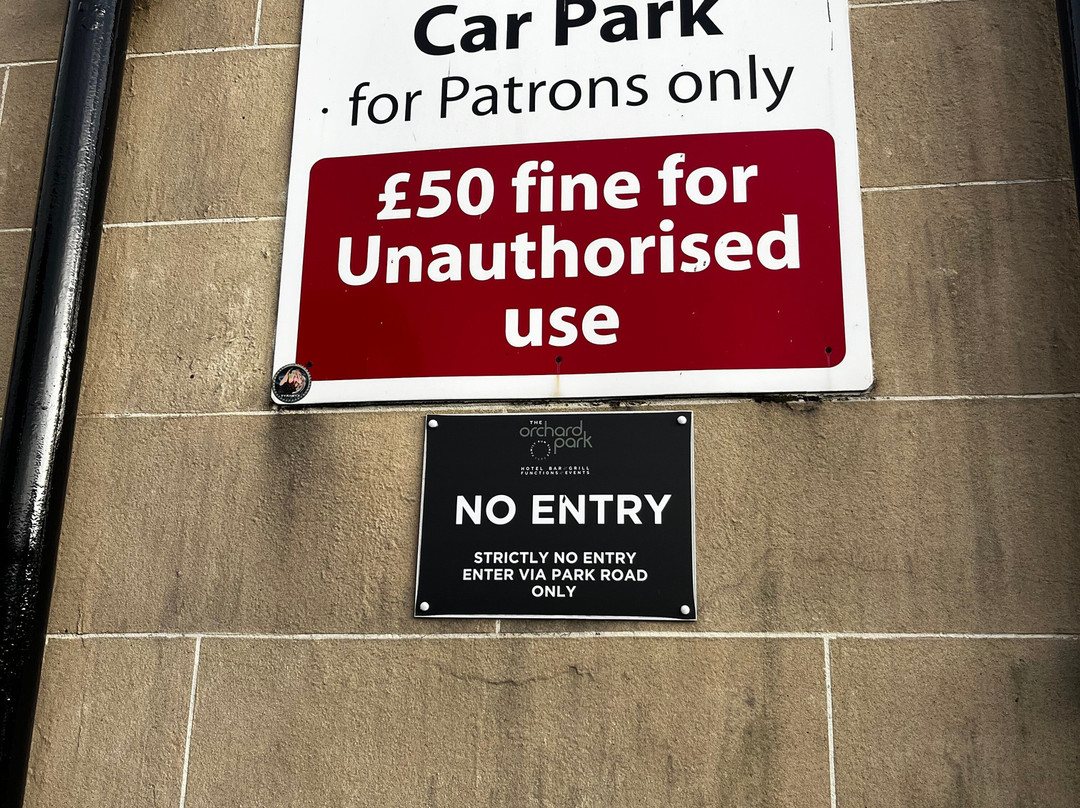 Car Park
· for Patrons only
£50 fine for
Unauthorised
use
THE
orchard
park
HOTEL BAR GRILL
FUNCTIONS EVENTS
NO ENTRY
STRICTLY NO ENTRY
ENTER VIA PARK ROAD
ONLY